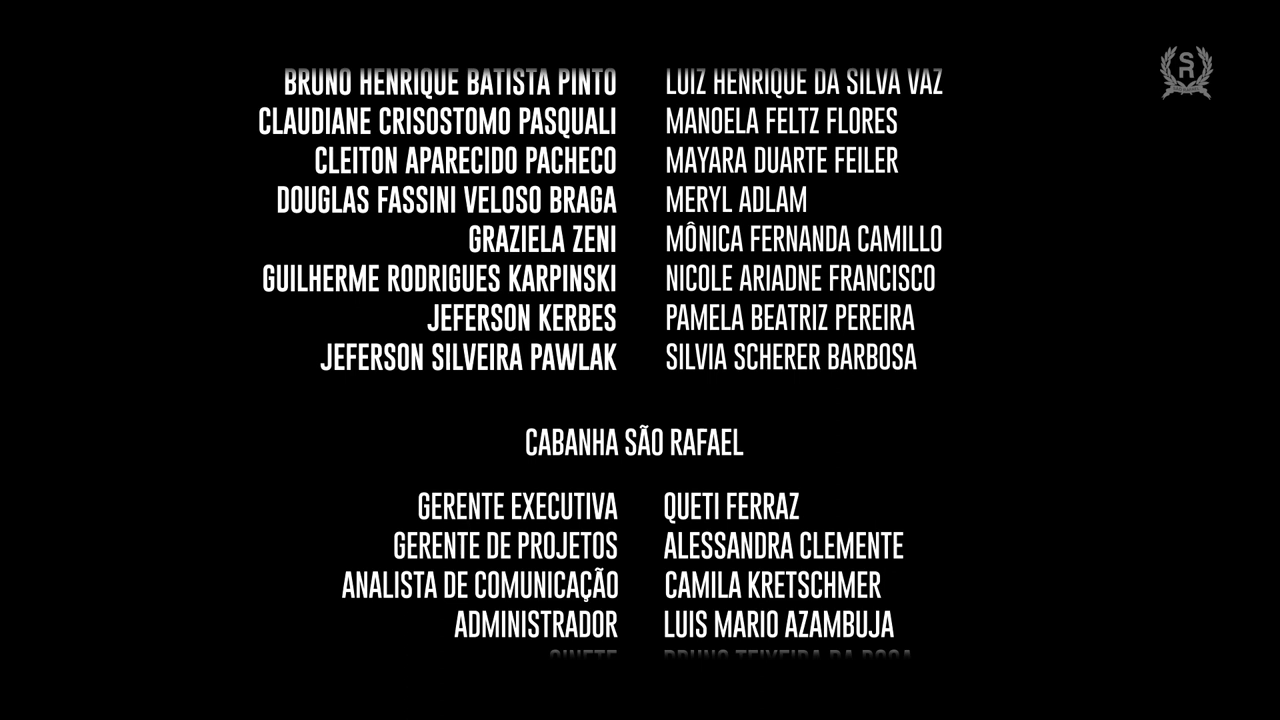 BRUNO HENRIQUE BATISTA PINTO LUIZ HENRIQUE DA SILVA VAZ
CLAUDIANE CRISOSTOMO PASQUALI MANOELA FELTZ FLORES
CLEITON APARECIDO PACHECO MAYARA DUARTE FEILER
DOUGLAS FASSINI VELOSO BRAGA MERYL ADLAM
GRAZIELA ZENI MÔNICA FERNANDA CAMILLO
GUILHERME RODRIGUES KARPINSKI NICOLE ARIADNE FRANCISCO
JEFERSON KERBES PAMELA BEATRIZ PEREIRA
JEFERSON SILVEIRA PAWLAK SILVIA SCHERER BARBOSA
CABANHA SÃO RAFAEL
GERENTE EXECUTIVA QUETI FERRAZ
GERENTE DE PROJETOS ALESSANDRA CLEMENTE
ANALISTA DE COMUNICAÇÃO CAMILA KRETSCHMER
ADMINISTRADOR LUIS MARIO AZAMBUJA